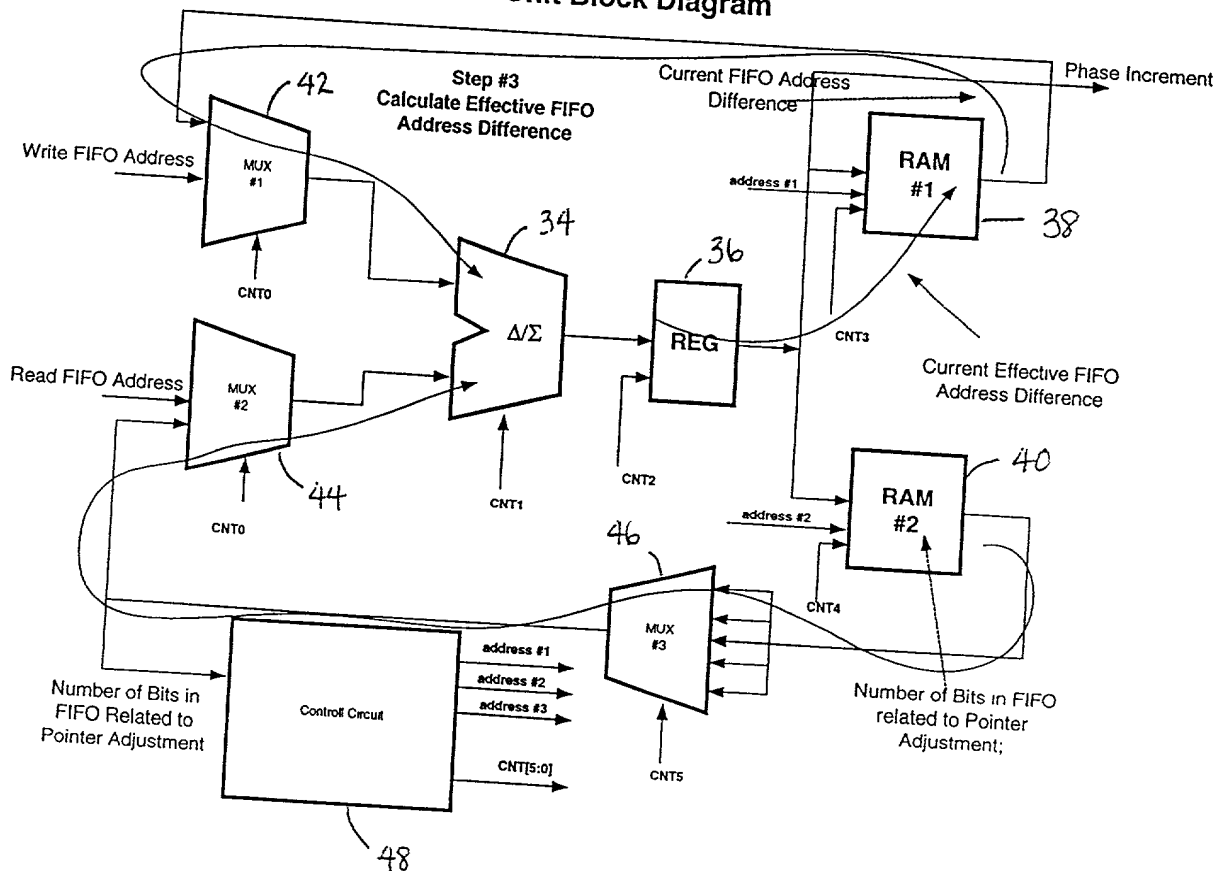 Unit Block Diagram
Step #3
Calculate Effective FIFO
Address Difference
Current FIFO Address
Difference
Phase Increment
42
MUX
#1
Write FIFO Address
CNT0
RAM
#1
address #1
38
34
36
Δ/Σ
REG
CNT3
Current Effective FIFO
Address Difference
Read FIFO Address
MUX
#2
44
CNT0
CNT1
CNT2
RAM
#2
40
address #2
46
CNT4
MUX
#3
CNT5
Number of Bits in
FIFO Related to
Pointer Adjustment
Controll Circuit
address #1
address #2
address #3
CNT[5:0]
48
Number of Bits in FIFO
related to Pointer
Adjustment;